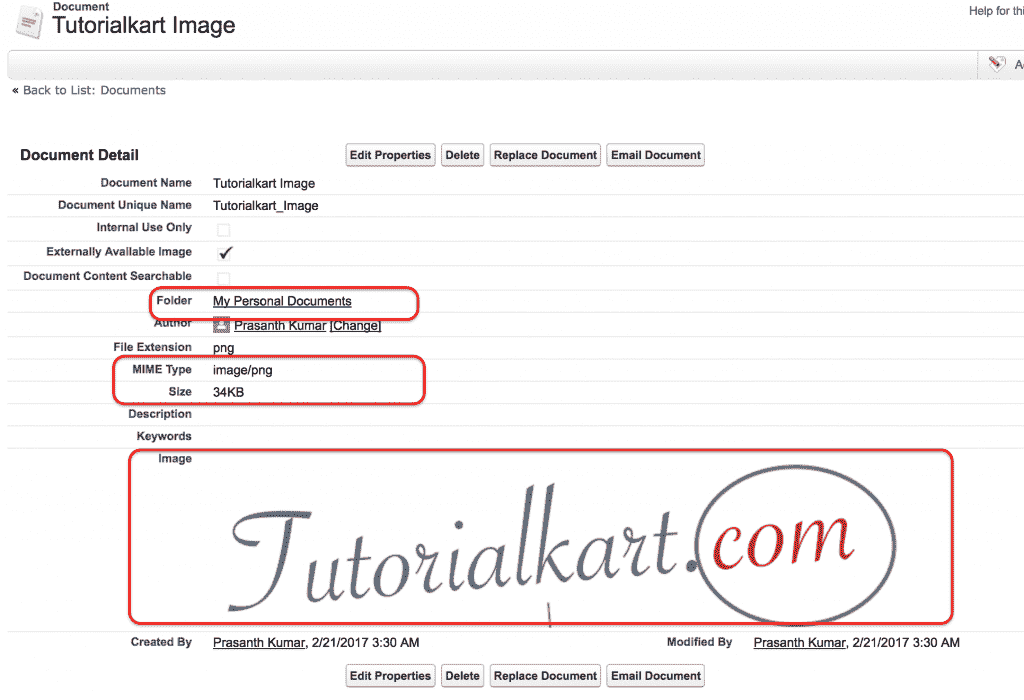 Document
Tutorialkart Image
Help for thi
A
« Back to List: Documents
Document Detail
Edit Properties Delete Replace Document Email Document
Document Name Tutorialkart Image
Document Unique Name Tutorialkart_Image
Internal Use Only
Externally Available Image
Document Content Searchable
Folder My Personal Documents
Author Prasanth Kumar [Change]
File Extension png
MIME Type image/png
Size 34KB
Description
Keywords
Image
Tutorialkart.com
Created By Prasanth Kumar, 2/21/2017 3:30 AM Modified By Prasanth Kumar, 2/21/2017 3:30 AM
Edit Properties Delete Replace Document Email Document